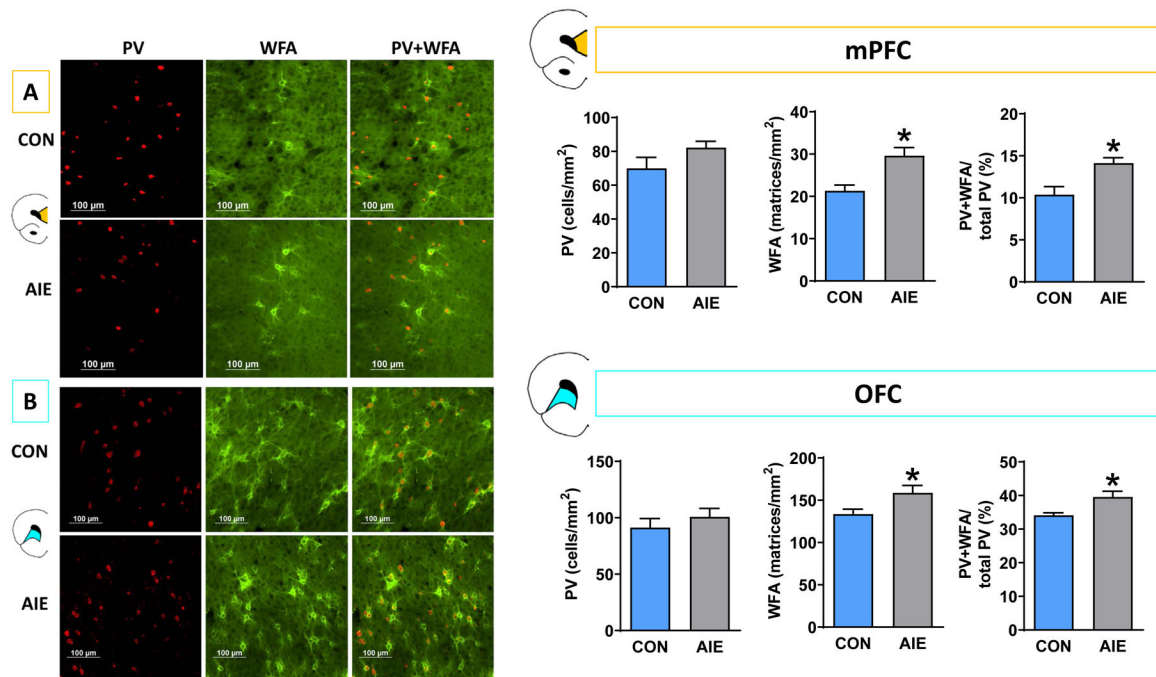 PV WFA PV+WFA
A
CON
100 µm 100 µm 100 µm
AIE
100 µm 100 µm 100 µm
B
CON
100 µm 100 µm 100 µm
AIE
100 µm 100 µm 100 µm
mPFC
PV (cells/mm²)
100
80
60
40
20
0
CON AIE
WFA (matrices/mm²)
40
30
20
10
0
*
CON AIE
PV+WFA/
total PV (%)
20
15
10
5
0
*
CON AIE
OFC
PV (cells/mm²)
150
100
50
0
CON AIE
WFA (matrices/mm²)
200
150
100
50
0
*
CON AIE
PV+WFA/
total PV (%)
50
40
30
20
10
0
*
CON AIE